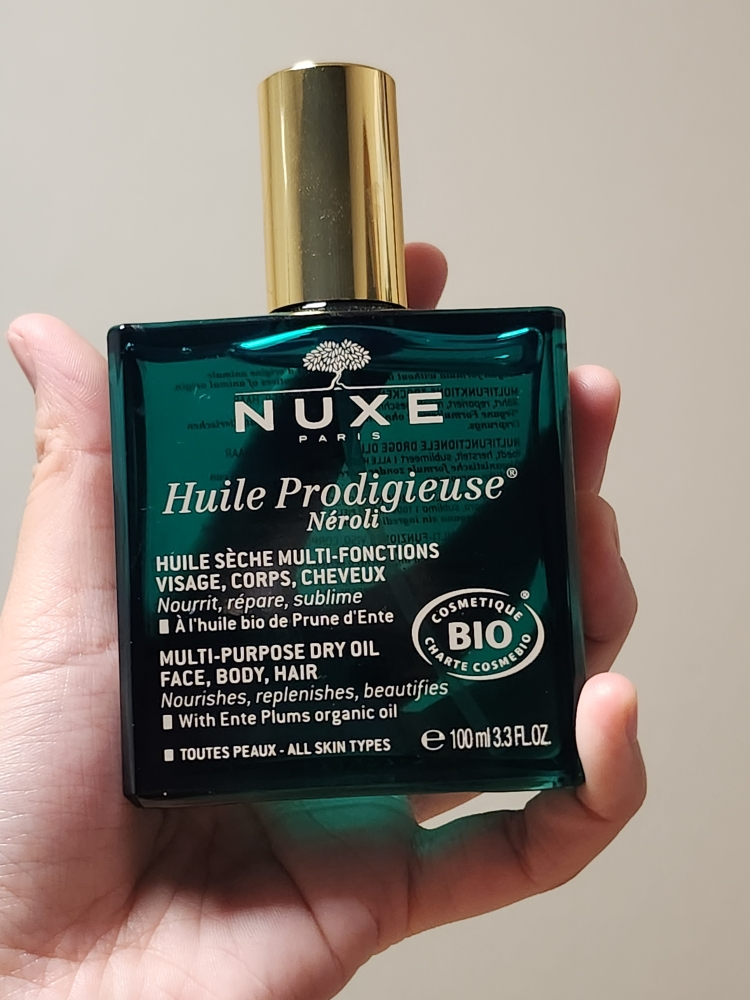 NUXE
PARIS
Huile Prodigieuse®
Néroli
HUILE SÈCHE MULTI-FONCTIONS
VISAGE, CORPS, CHEVEUX
Nourrit, répare, sublime
À l'huile bio de Prune d'Ente
MULTI-PURPOSE DRY OIL
FACE, BODY, HAIR
Nourishes, replenishes, beautifies
With Ente Plums organic oil
TOUTES PEAUX - ALL SKIN TYPES
COSMETIQUE ®
BIO
CHARTE COSMEBIO
℮ 100 ml 3.3 FL.OZ.